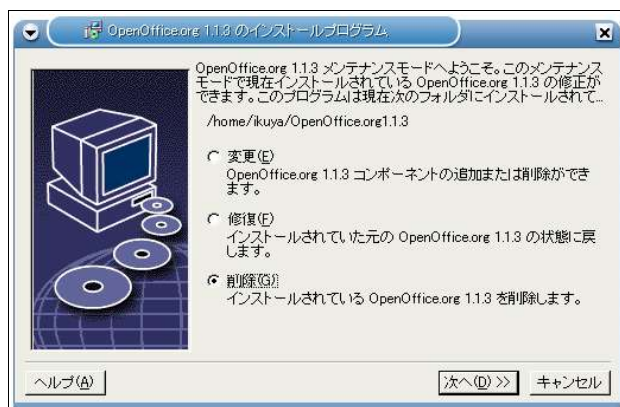 OpenOffice.org 1.1.3 のインストールプログラム
OpenOffice.org 1.1.3 メンテナンスモードへようこそ。このメンテナンス
モードで現在インストールされている OpenOffice.org 1.1.3 の修正が
できます。このプログラムは現在次のフォルダにインストールされて...
/home/ikuya/OpenOffice.org1.1.3
変更(E)
OpenOffice.org 1.1.3 コンポーネントの追加または削除ができ
ます。
修復(F)
インストールされていた元の OpenOffice.org 1.1.3 の状態に戻
します。
削除(G)
インストールされている OpenOffice.org 1.1.3 を削除します。
ヘルプ(A)
次へ(D) >>
キャンセル